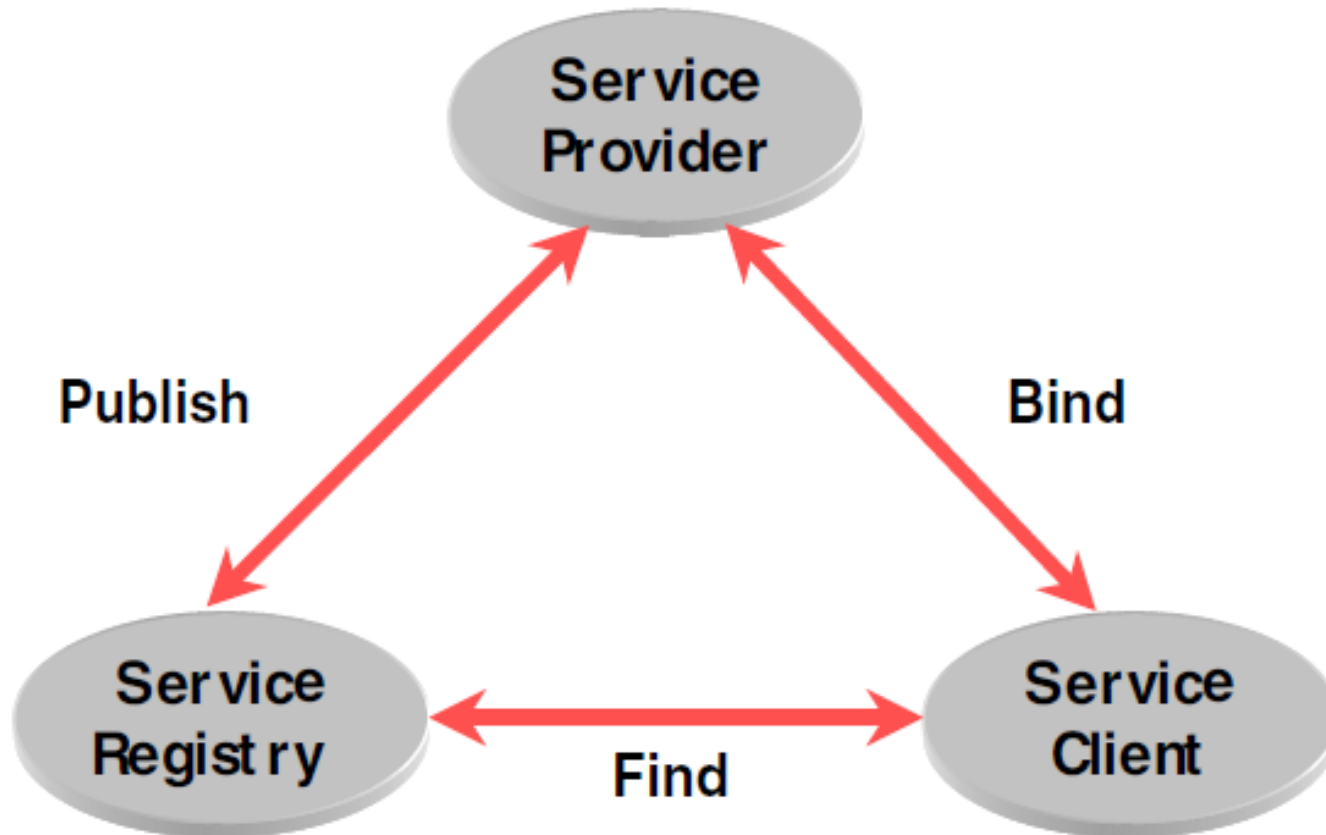 Service
Provider
Publish
Bind
Service
Registry
Find
Service
Client